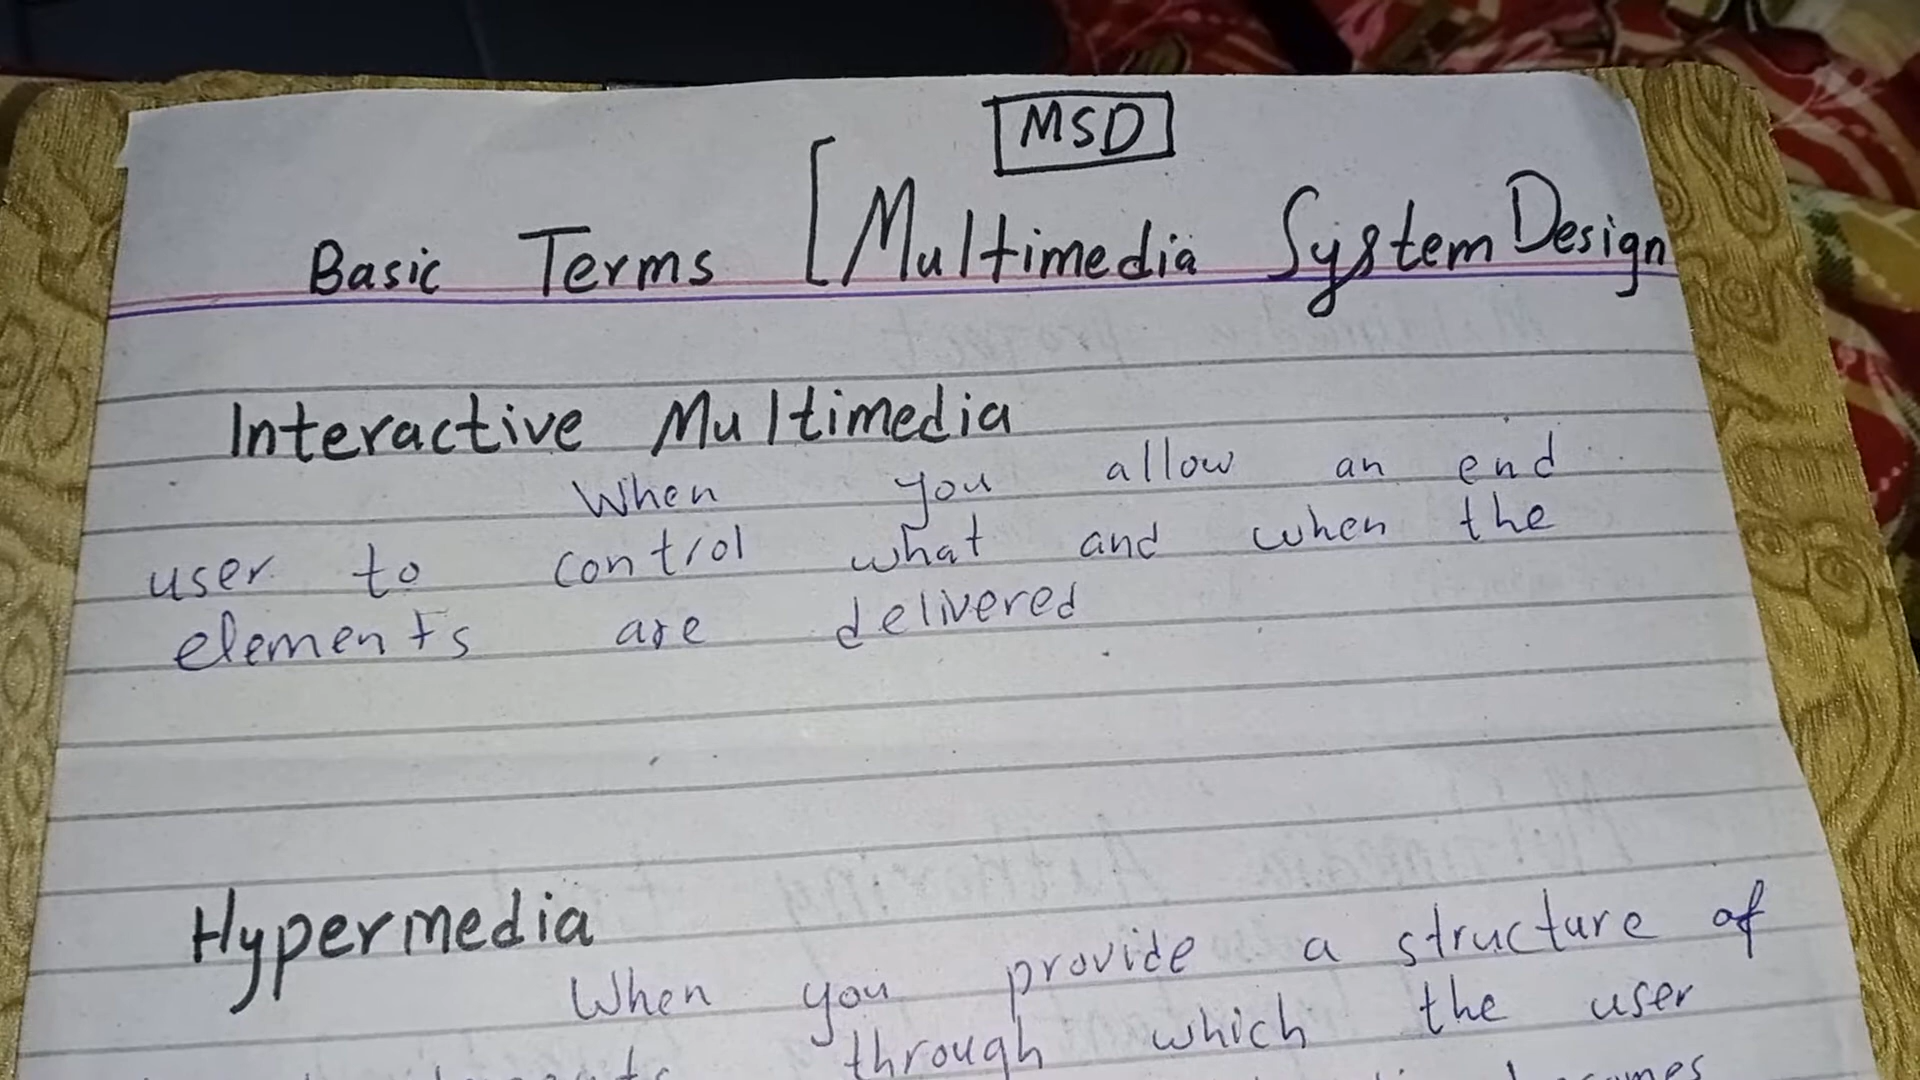 MSD
Basic Terms [Multimedia System Design
Interactive Multimedia
When you allow an end
user to control what and when the
elements are delivered
Hypermedia
When you provide a structure of
through which the user